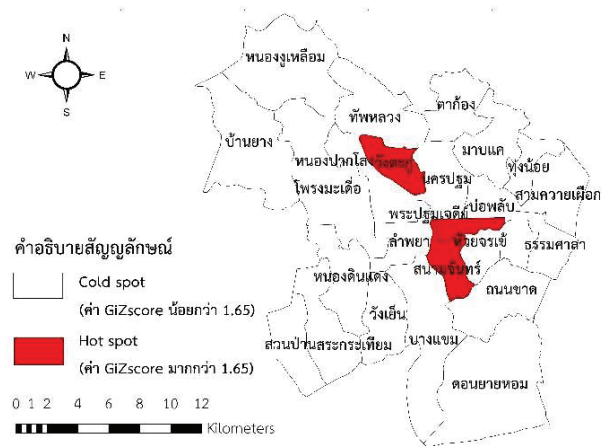 N
W E
S
หนองงูเหลือม
ตาก้อง
ทัพหลวง
บ้านยาง
มาบแค
หนองปากโลง
วังตะกู
ทุ่งน้อย
นครปฐม
โพรงมะเดื่อ
สามควายเผือก
บ่อพลับ
พระปฐมเจดีย์
ลำพยา
ห้วยจรเข้
ธรรมศาลา
สนามจันทร์
หนองดินแดง
ถนนขาด
วังเย็น
สวนป่าน
สระกระเทียม
บางแขม
ดอนยายหอม
คำอธิบายสัญญลักษณ์
Cold spot
(ค่า GiZscore น้อยกว่า 1.65)
Hot spot
(ค่า GiZscore มากกว่า 1.65)
0 1 2 4 6 8 10 12
Kilometers